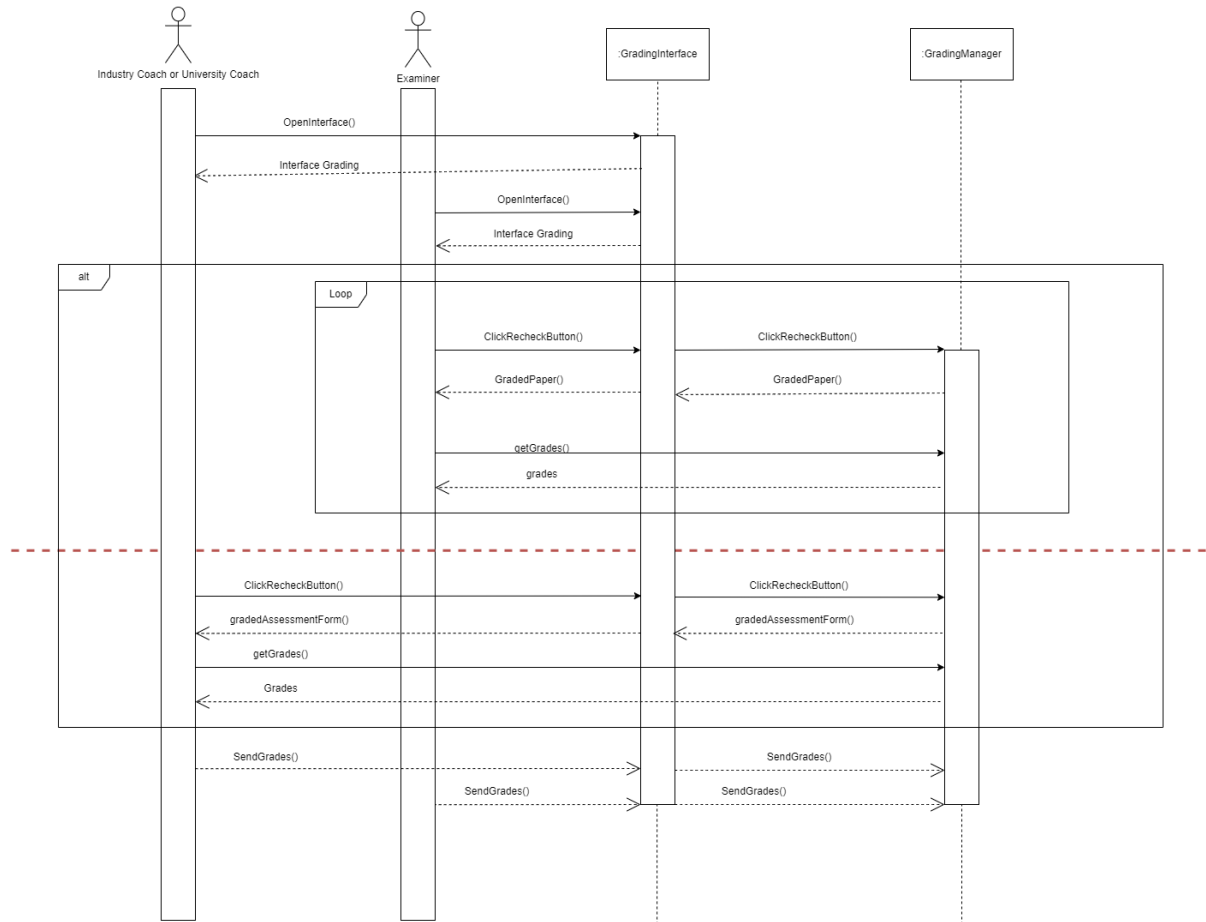 Industry Coach or University Coach
Examiner
:GradingInterface
:GradingManager
OpenInterface()
Interface Grading
OpenInterface()
Interface Grading
alt
Loop
ClickRecheckButton()
ClickRecheckButton()
GradedPaper()
GradedPaper()
getGrades()
grades
ClickRecheckButton()
ClickRecheckButton()
gradedAssessmentForm()
gradedAssessmentForm()
getGrades()
Grades
SendGrades()
SendGrades()
SendGrades()
SendGrades()